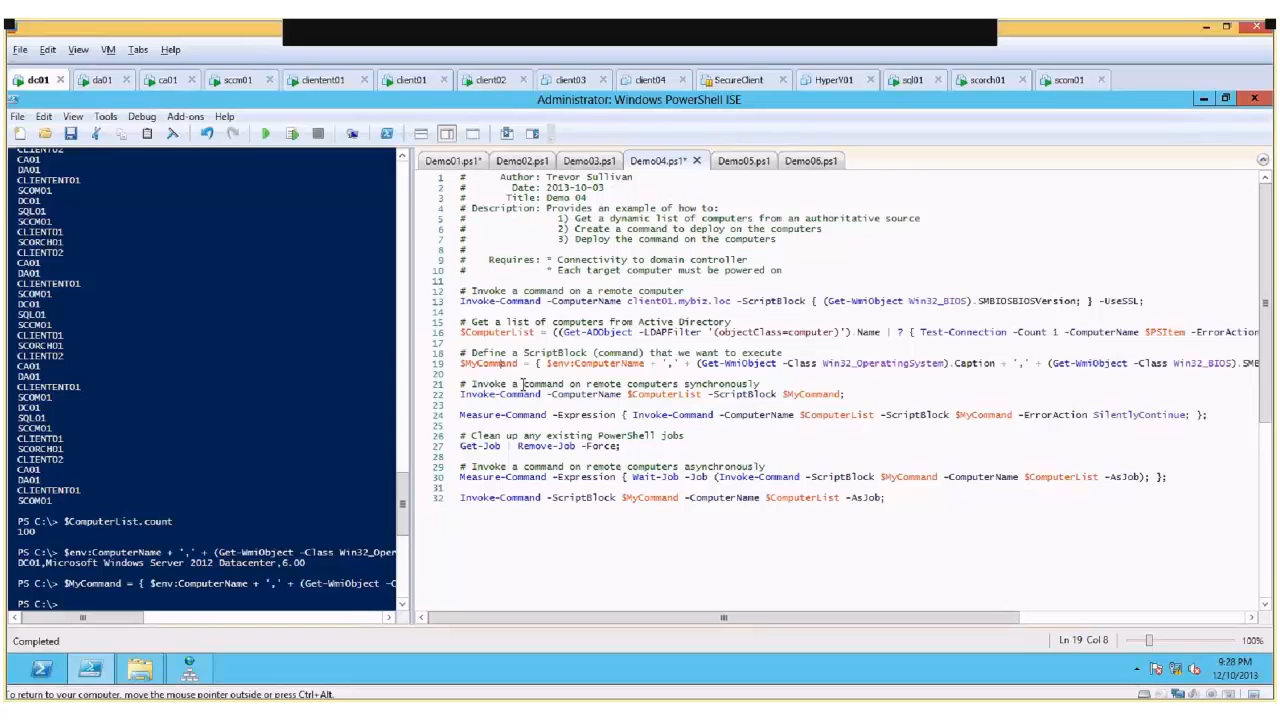 File Edit View VM Tabs Help
dc01 da01 ca01 sccm01 clientent01 client01 client02 client03 client04 SecureClient HyperV01 sql01 scorch01 scom01
Administrator: Windows PowerShell ISE
File Edit View Tools Debug Add-ons Help
CLIENT02
CA01
DA01
CLIENTENT01
SCOM01
DC01
SQL01
SCCM01
CLIENT01
SCORCH01
CLIENT02
CA01
DA01
CLIENTENT01
SCOM01
DC01
SQL01
SCCM01
CLIENT01
SCORCH01
CLIENT02
CA01
DA01
CLIENTENT01
SCOM01
DC01
SQL01
SCCM01
CLIENT01
SCORCH01
CLIENT02
CA01
DA01
CLIENTENT01
SCOM01
PS C:\> $ComputerList.count
100
PS C:\> $env:ComputerName + ',' + (Get-WmiObject -Class Win32_Oper
DC01,Microsoft Windows Server 2012 Datacenter,6.00
PS C:\> $MyCommand = { $env:ComputerName + ',' + (Get-WmiObject -C
PS C:\>
Demo01.ps1* Demo02.ps1 Demo03.ps1 Demo04.ps1* Demo05.ps1 Demo06.ps1
1 # Author: Trevor Sullivan
2 # Date: 2013-10-03
3 # Title: Demo 04
4 # Description: Provides an example of how to:
5 # 1) Get a dynamic list of computers from an authoritative source
6 # 2) Create a command to deploy on the computers
7 # 3) Deploy the command on the computers
8 #
9 # Requires: * Connectivity to domain controller
10 # * Each target computer must be powered on
11
12 # Invoke a command on a remote computer
13 Invoke-Command -ComputerName client01.mybiz.loc -ScriptBlock { (Get-WmiObject Win32_BIOS).SMBIOSBIOSVersion; } -UseSSL;
14
15 # Get a list of computers from Active Directory
16 $ComputerList = ((Get-ADObject -LDAPFilter '(objectClass=computer)').Name | ? { Test-Connection -Count 1 -ComputerName $PSItem -ErrorAction
17
18 # Define a ScriptBlock (command) that we want to execute
19 $MyCommand = { $env:ComputerName + ',' + (Get-WmiObject -Class Win32_OperatingSystem).Caption + ',' + (Get-WmiObject -Class Win32_BIOS).SMB
20
21 # Invoke a command on remote computers synchronously
22 Invoke-Command -ComputerName $ComputerList -ScriptBlock $MyCommand;
23
24 Measure-Command -Expression { Invoke-Command -ComputerName $ComputerList -ScriptBlock $MyCommand -ErrorAction SilentlyContinue; };
25
26 # Clean up any existing PowerShell jobs
27 Get-Job | Remove-Job -Force;
28
29 # Invoke a command on remote computers asynchronously
30 Measure-Command -Expression { Wait-Job -Job (Invoke-Command -ScriptBlock $MyCommand -ComputerName $ComputerList -AsJob); };
31
32 Invoke-Command -ScriptBlock $MyCommand -ComputerName $ComputerList -AsJob;
Completed
Ln 19 Col 8
100%
9:28 PM
12/10/2013
To return to your computer, move the mouse pointer outside or press Ctrl+Alt.